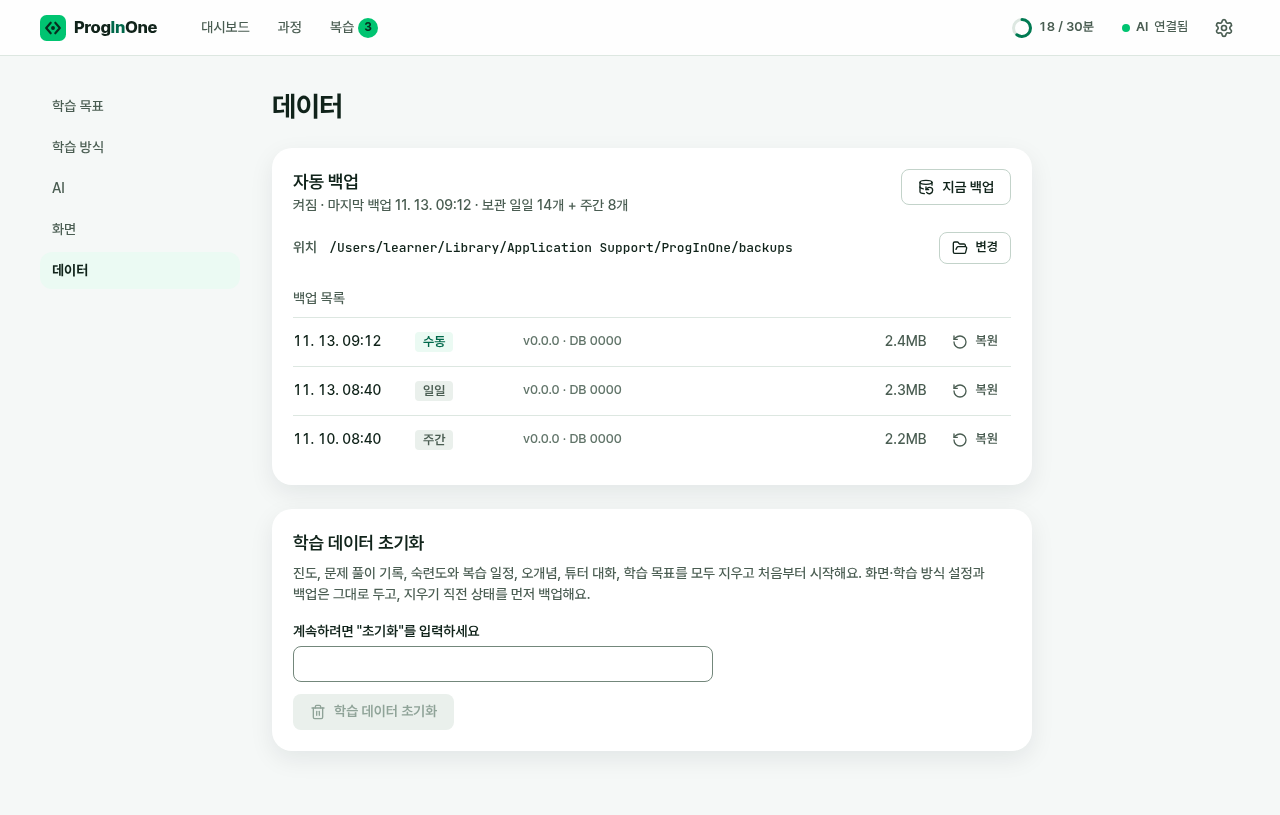 ProgInOne 대시보드 과정 복습 3 18 / 30분 AI 연결됨
학습 목표
학습 방식
AI
화면
데이터
데이터
자동 백업
켜짐 · 마지막 백업 11. 13. 09:12 · 보관 일일 14개 + 주간 8개
지금 백업
위치 /Users/learner/Library/Application Support/ProgInOne/backups 변경
백업 목록
11. 13. 09:12 수동 v0.0.0 · DB 0000 2.4MB 복원
11. 13. 08:40 일일 v0.0.0 · DB 0000 2.3MB 복원
11. 10. 08:40 주간 v0.0.0 · DB 0000 2.2MB 복원
학습 데이터 초기화
진도, 문제 풀이 기록, 숙련도와 복습 일정, 오개념, 튜터 대화, 학습 목표를 모두 지우고 처음부터 시작해요. 화면·학습 방식 설정과
백업은 그대로 두고, 지우기 직전 상태를 먼저 백업해요.
계속하려면 "초기화"를 입력하세요
학습 데이터 초기화